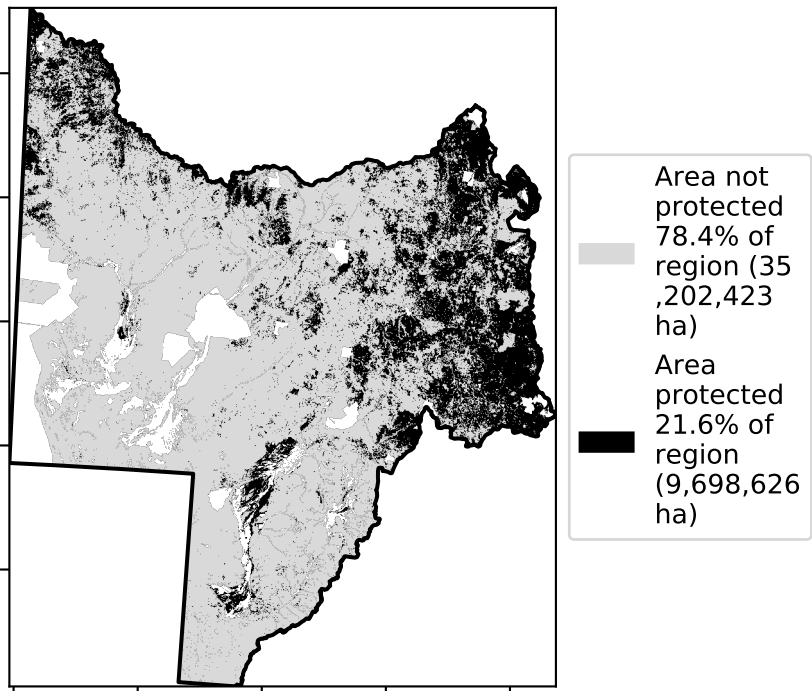 Area not
protected
78.4% of
region (35
,202,423
ha)
Area
protected
21.6% of
region
(9,698,626
ha)